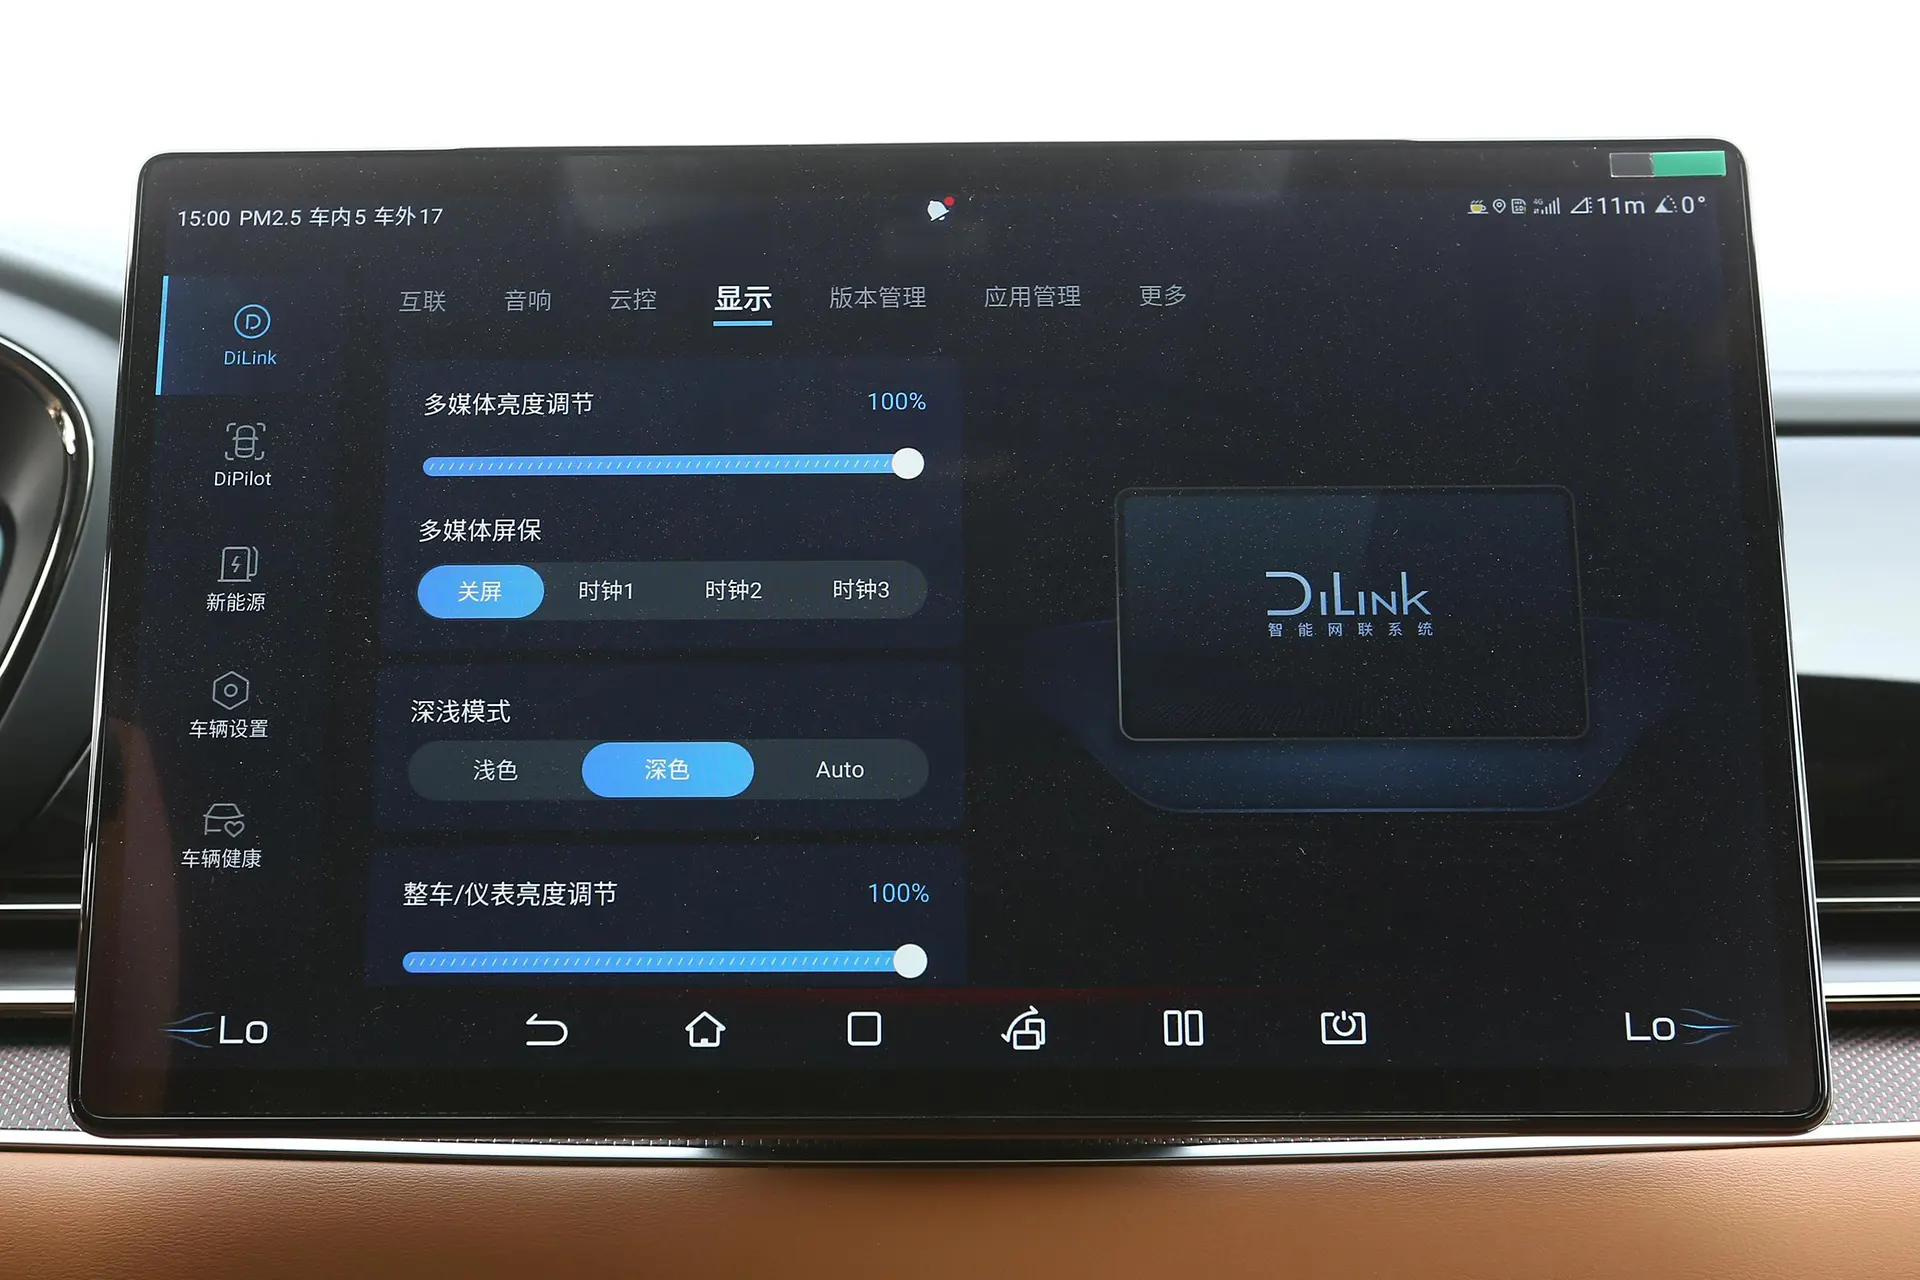 15:00 PM2.5 车内5 车外17
4G 11m 0°
互联 音响 云控 显示 版本管理 应用管理 更多
DiLink
DiPilot
新能源
车辆设置
车辆健康
多媒体亮度调节 100%
多媒体屏保
关屏 时钟1 时钟2 时钟3
深浅模式
浅色 深色 Auto
整车/仪表亮度调节 100%
DiLink
智能网联系统
Lo
Lo